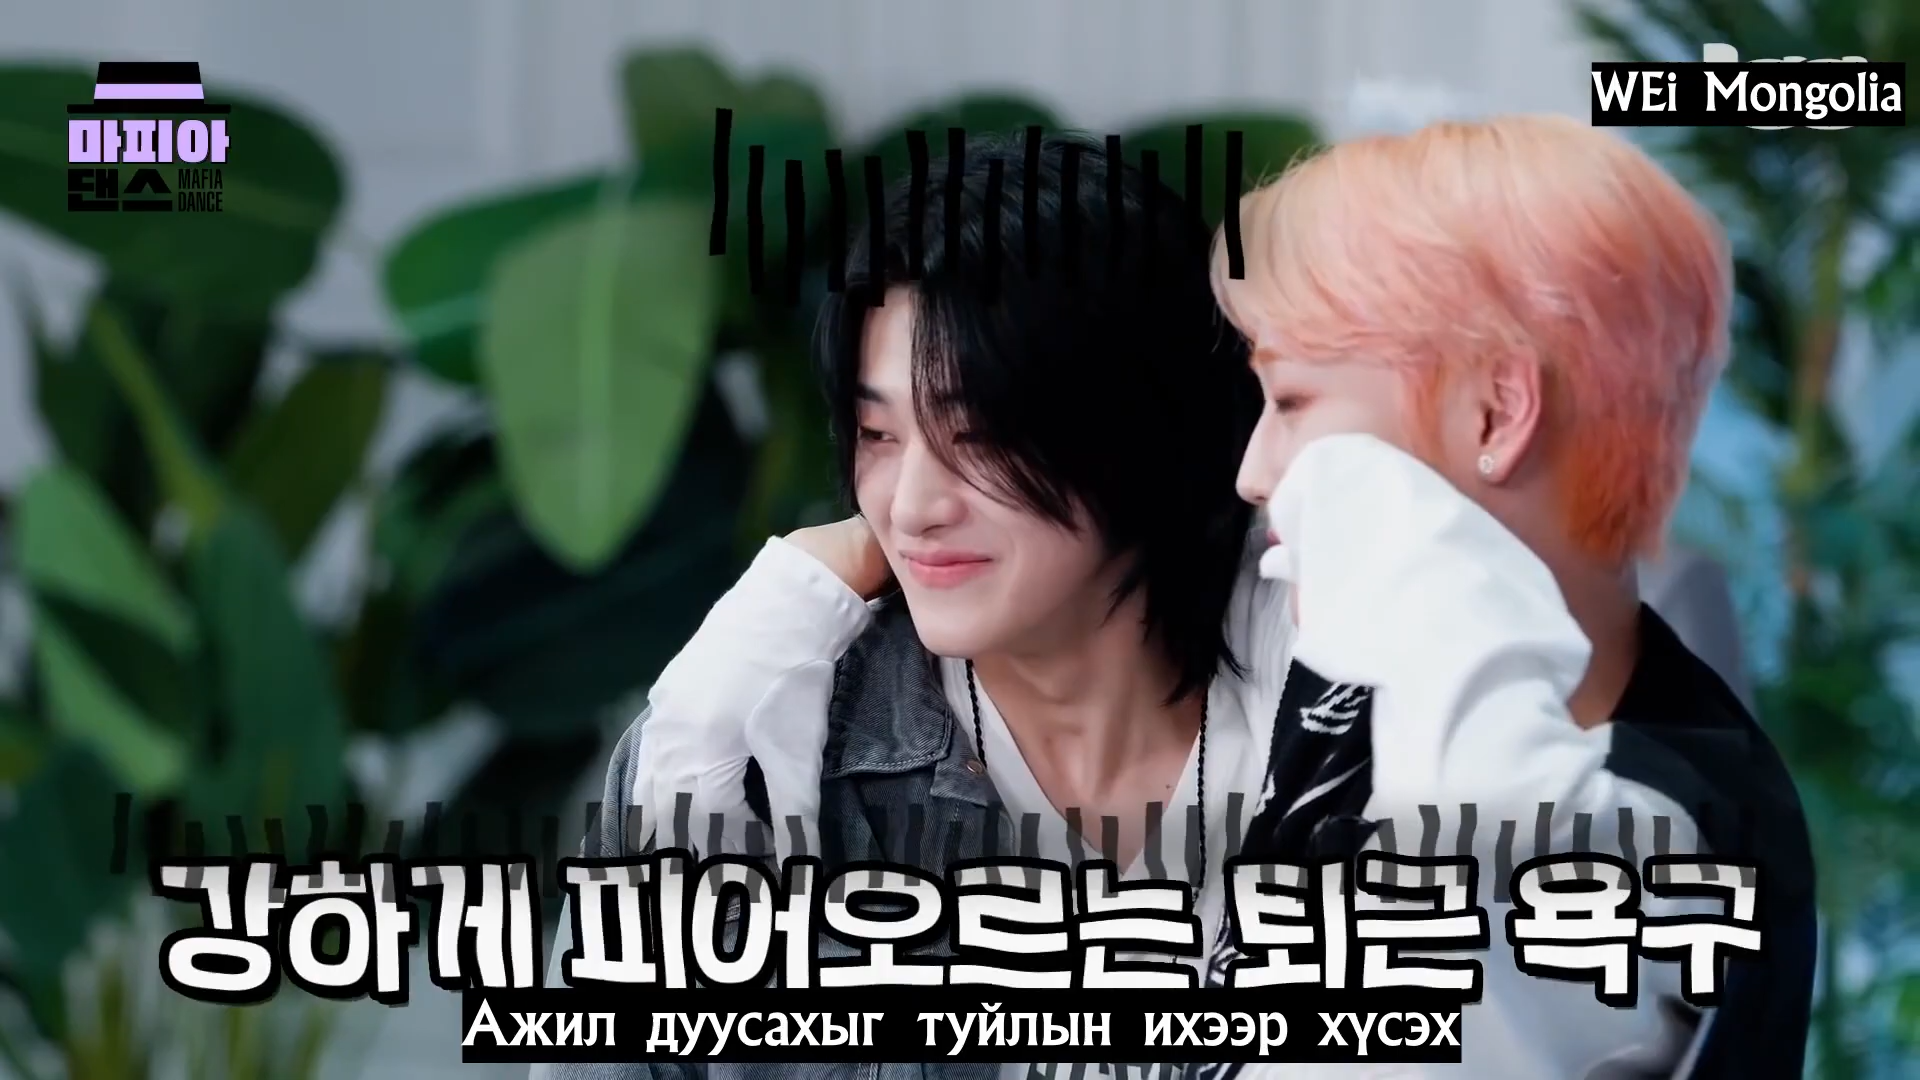 마피아
댄스 MAFIA
DANCE
WEi Mongolia
강하게 피어오르는 퇴근 욕구
Ажил дуусахыг туйлын ихээр хүсэх